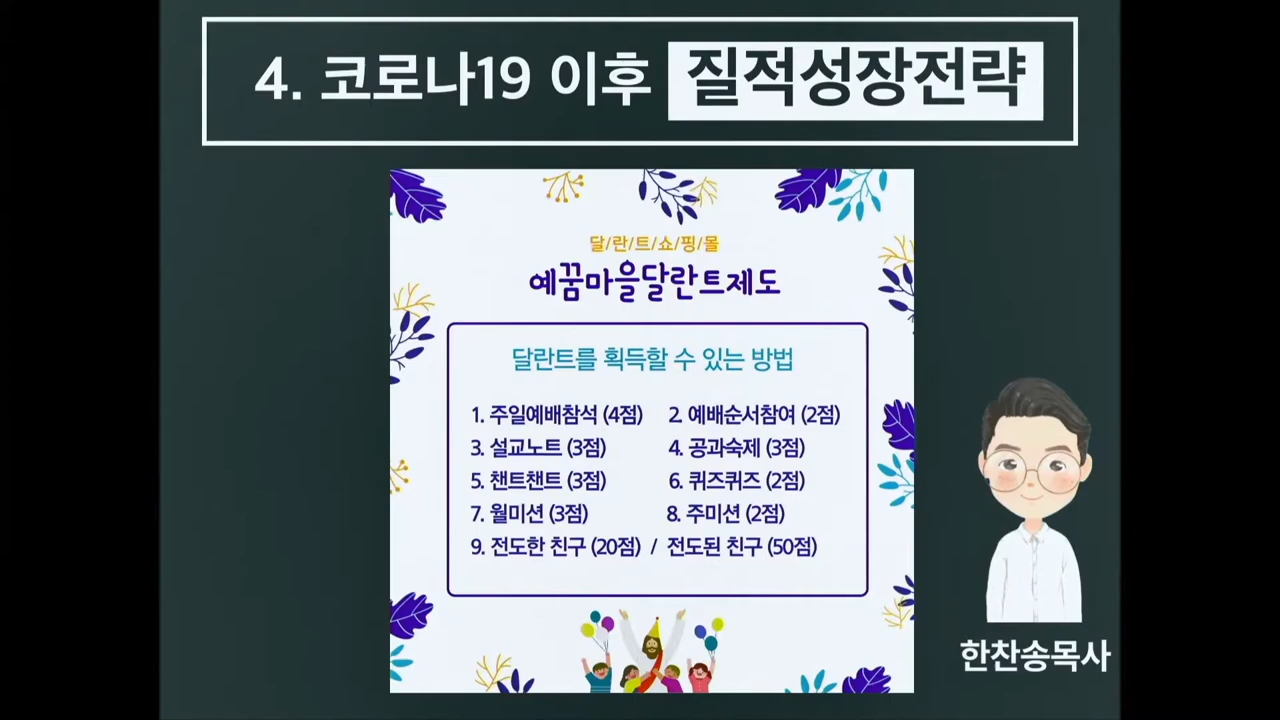 4. 코로나19 이후 질적성장전략
달/란/트/쇼/핑/몰
예꿈마을달란트제도
달란트를 획득할 수 있는 방법
1. 주일예배참석 (4점) 2. 예배순서참여 (2점)
3. 설교노트 (3점) 4. 공과숙제 (3점)
5. 챈트챈트 (3점) 6. 퀴즈퀴즈 (2점)
7. 월미션 (3점) 8. 주미션 (2점)
9. 전도한 친구 (20점) / 전도된 친구 (50점)
한찬송목사